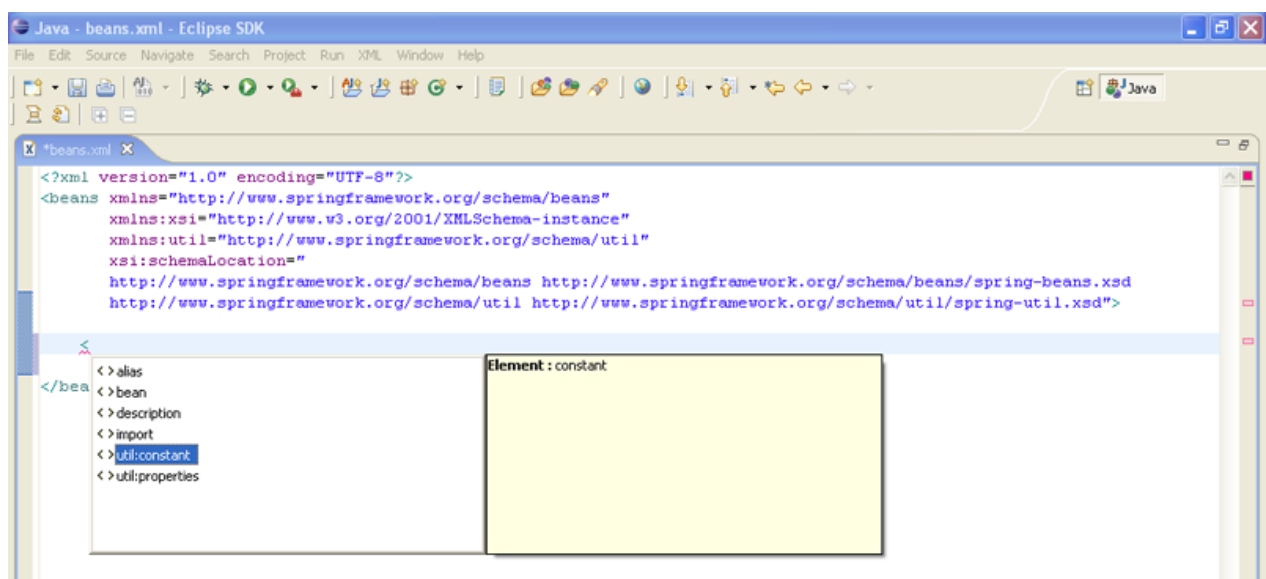 Java - beans.xml - Eclipse SDK
File Edit Source Navigate Search Project Run XML Window Help
Java
*beans.xml
<?xml version="1.0" encoding="UTF-8"?>
<beans xmlns="http://www.springframework.org/schema/beans"
xmlns:xsi="http://www.w3.org/2001/XMLSchema-instance"
xmlns:util="http://www.springframework.org/schema/util"
xsi:schemaLocation="
http://www.springframework.org/schema/beans http://www.springframework.org/schema/beans/spring-beans.xsd
http://www.springframework.org/schema/util http://www.springframework.org/schema/util/spring-util.xsd">
<
<> alias
Element : constant
</bea
<> bean
<> description
<> import
<> util:constant
<> util:properties